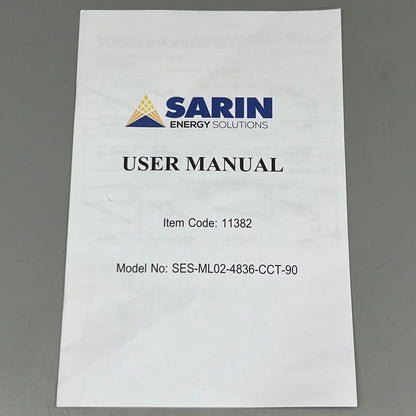 SARIN
ENERGY SOLUTIONS
USER MANUAL
Item Code: 11382
Model No: SES-ML02-4836-CCT-90